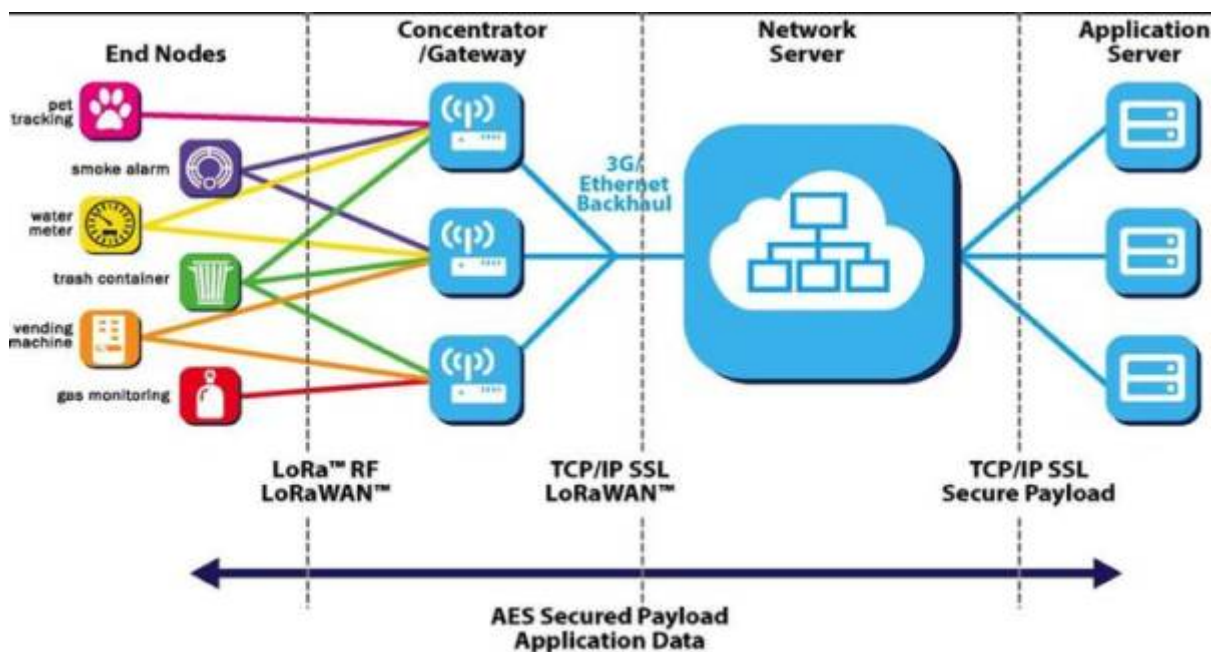 End Nodes
Concentrator
/Gateway
Network
Server
Application
Server
pet
tracking
smoke alarm
water
meter
trash container
vending
machine
gas monitoring
3G/
Ethernet
Backhaul
LoRa™ RF
LoRaWAN™
TCP/IP SSL
LoRaWAN™
TCP/IP SSL
Secure Payload
AES Secured Payload
Application Data